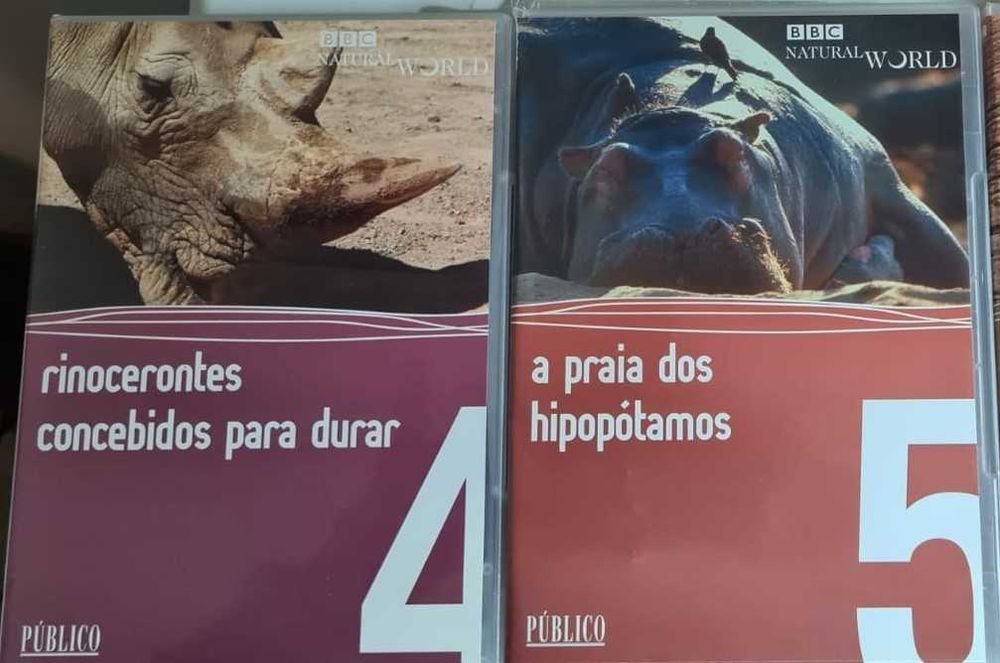 BBC
NATURAL WORLD
rinocerontes
concebidos para durar
4
PÚBLICO
BBC
NATURAL WORLD
a praia dos
hipopótamos
5
PÚBLICO